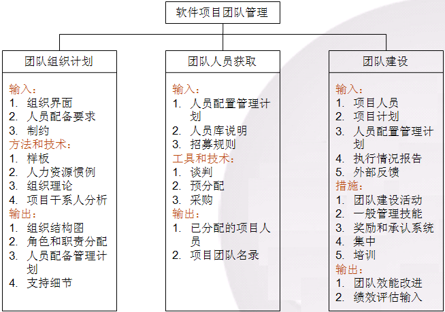 软件项目团队管理
团队组织计划
输入：
1. 组织界面
2. 人员配备要求
3. 制约
方法和技术：
1. 样板
2. 人力资源惯例
3. 组织理论
4. 项目干系人分析
输出：
1. 组织结构图
2. 角色和职责分配
3. 人员配备管理计
划
4. 支持细节
团队人员获取
输入：
1. 人员配置管理计
划
2. 人员库说明
3. 招募规则
工具和技术：
1. 谈判
2. 预分配
3. 采购
输出：
1. 已分配的项目人
员
2. 项目团队名录
团队建设
输入：
1. 项目人员
2. 项目计划
3. 人员配置管理计
划
4. 执行情况报告
5. 外部反馈
措施：
1. 团队建设活动
2. 一般管理技能
3. 奖励和承认系统
4. 集中
5. 培训
输出：
1. 团队效能改进
2. 绩效评估输入